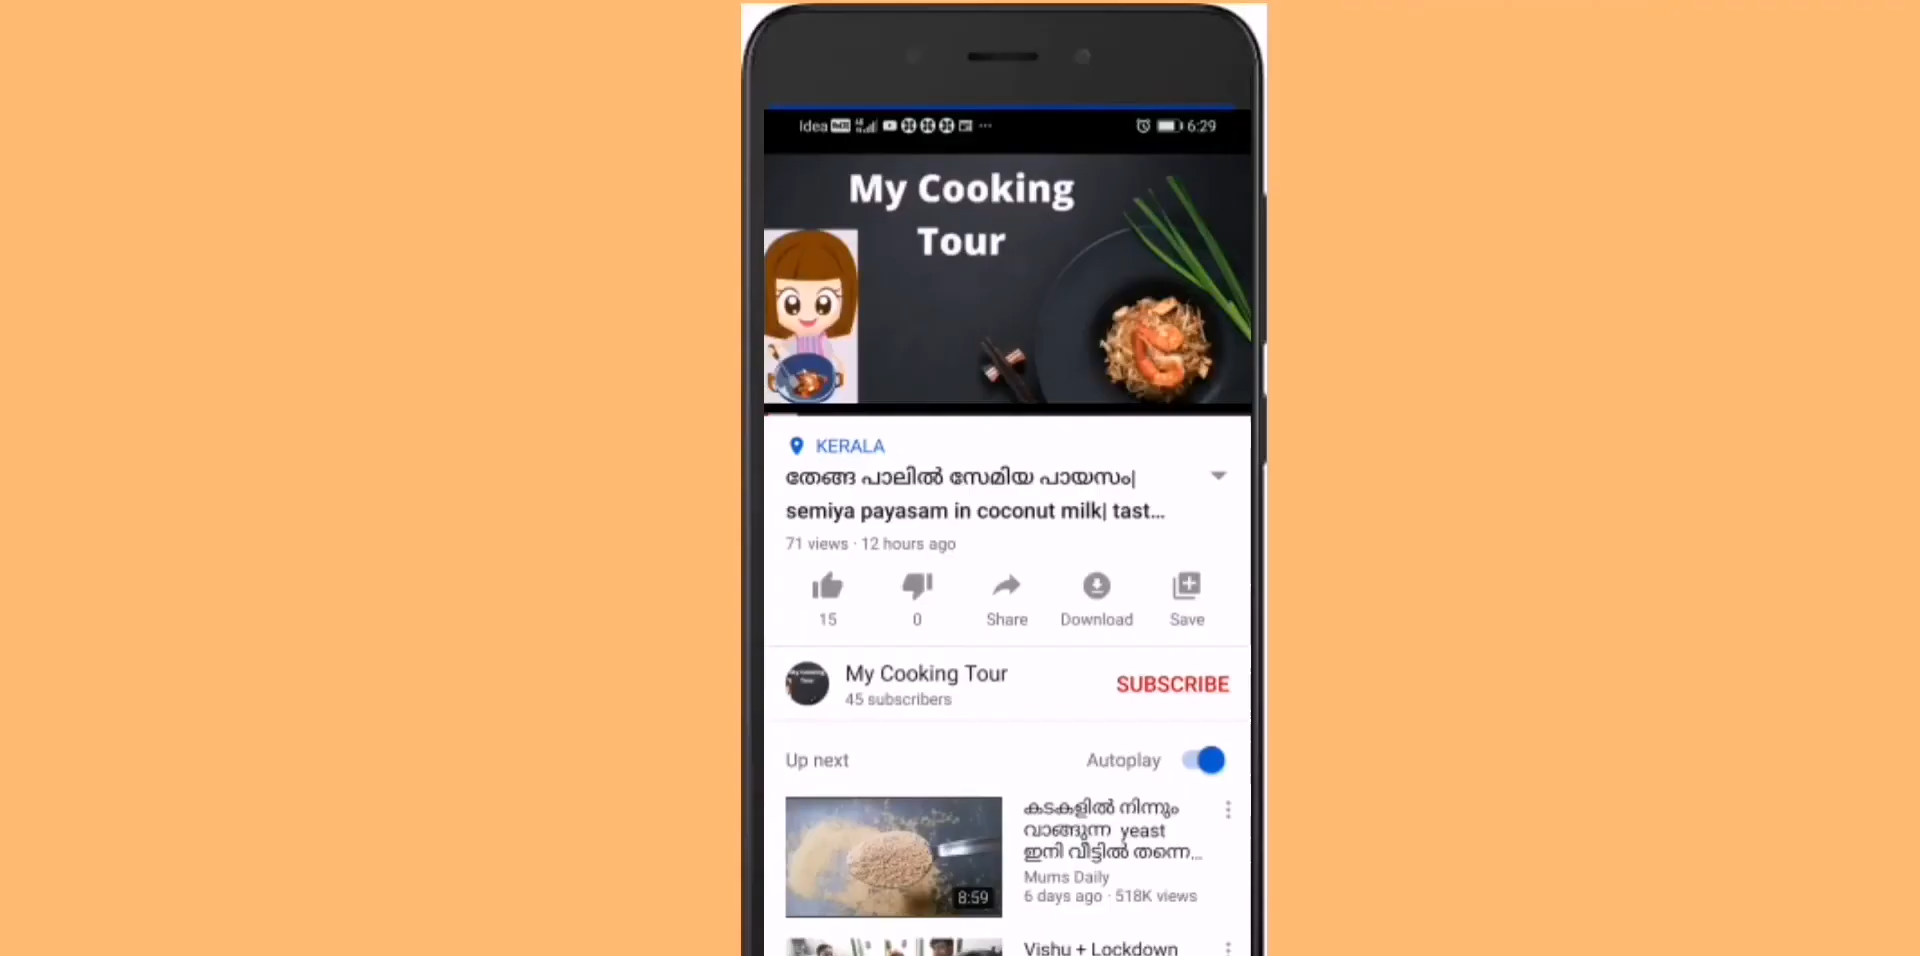 Idea 6:29
My Cooking
Tour
KERALA
തേങ്ങ പാലിൽ സേമിയ പായസം|
semiya payasam in coconut milk| tast...
71 views · 12 hours ago
15 0 Share Download Save
My Cooking Tour
45 subscribers
SUBSCRIBE
Up next Autoplay
കടകളിൽ നിന്നും
വാങ്ങുന്ന yeast
ഇനി വീട്ടിൽ തന്നെ...
Mums Daily
6 days ago · 518K views
8:59
Vishu + Lockdown